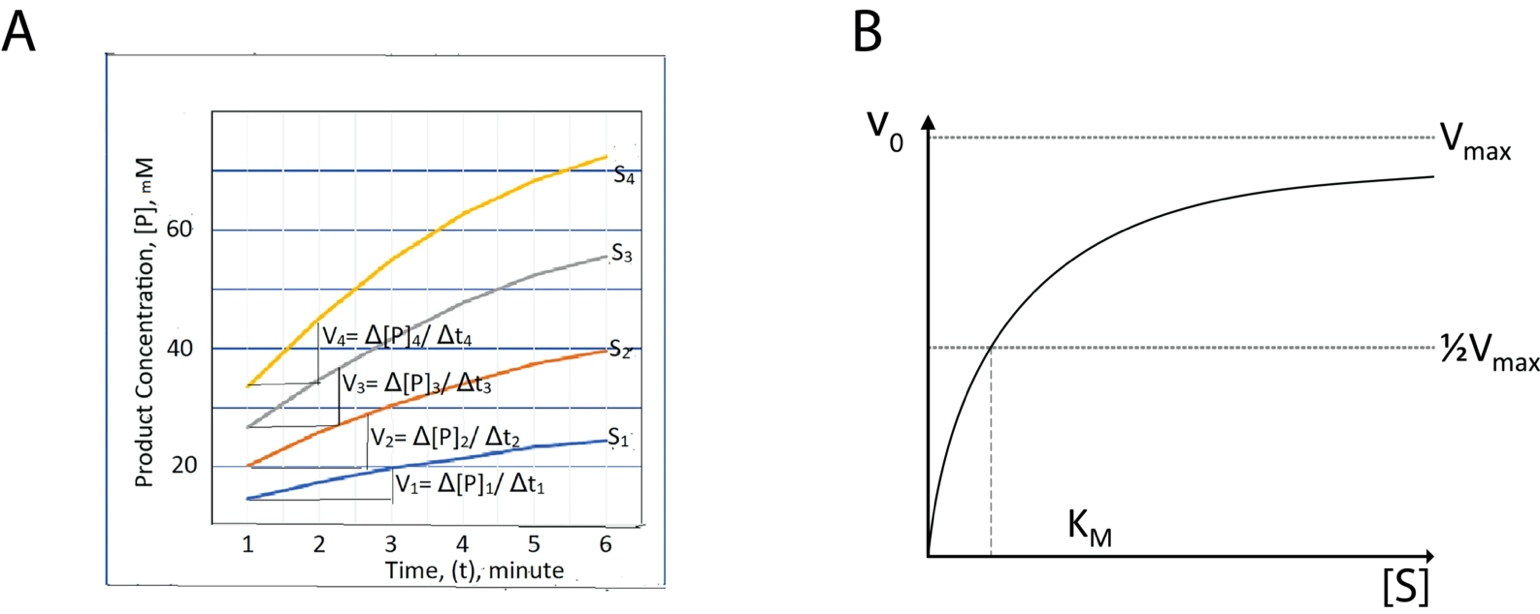 A
Product Concentration, [P], mM
60
40
20
S4
S3
S2
S1
V4= Δ[P]4/ Δt4
V3= Δ[P]3/ Δt3
V2= Δ[P]2/ Δt2
V1= Δ[P]1/ Δt1
1 2 3 4 5 6
Time, (t), minute
B
v0
Vmax
½Vmax
KM
[S]